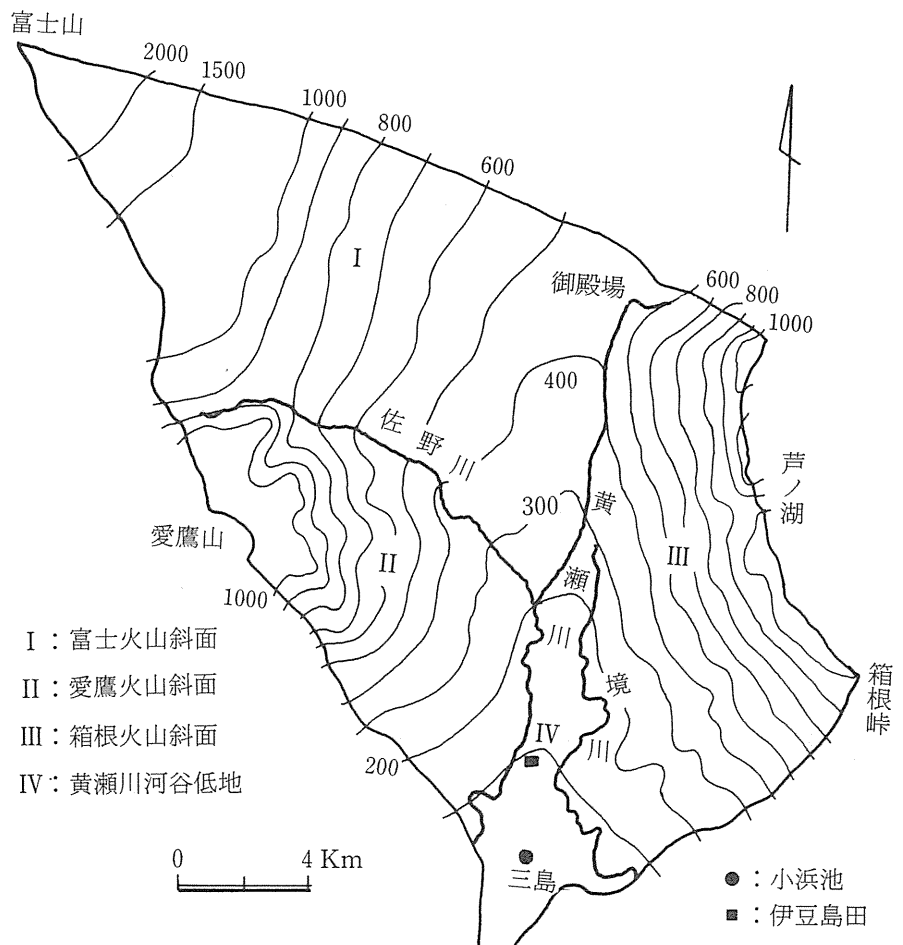 富士山
2000
1500
1000
800
600
I
御殿場
600
800
1000
400
佐野川
芦ノ湖
300
黄瀬川
愛鷹山
II
III
1000
境川
箱根峠
I:富士火山斜面
II:愛鷹火山斜面
III:箱根火山斜面
IV:黄瀬川河谷低地
IV
200
0 4 Km
三島
●:小浜池
■:伊豆島田